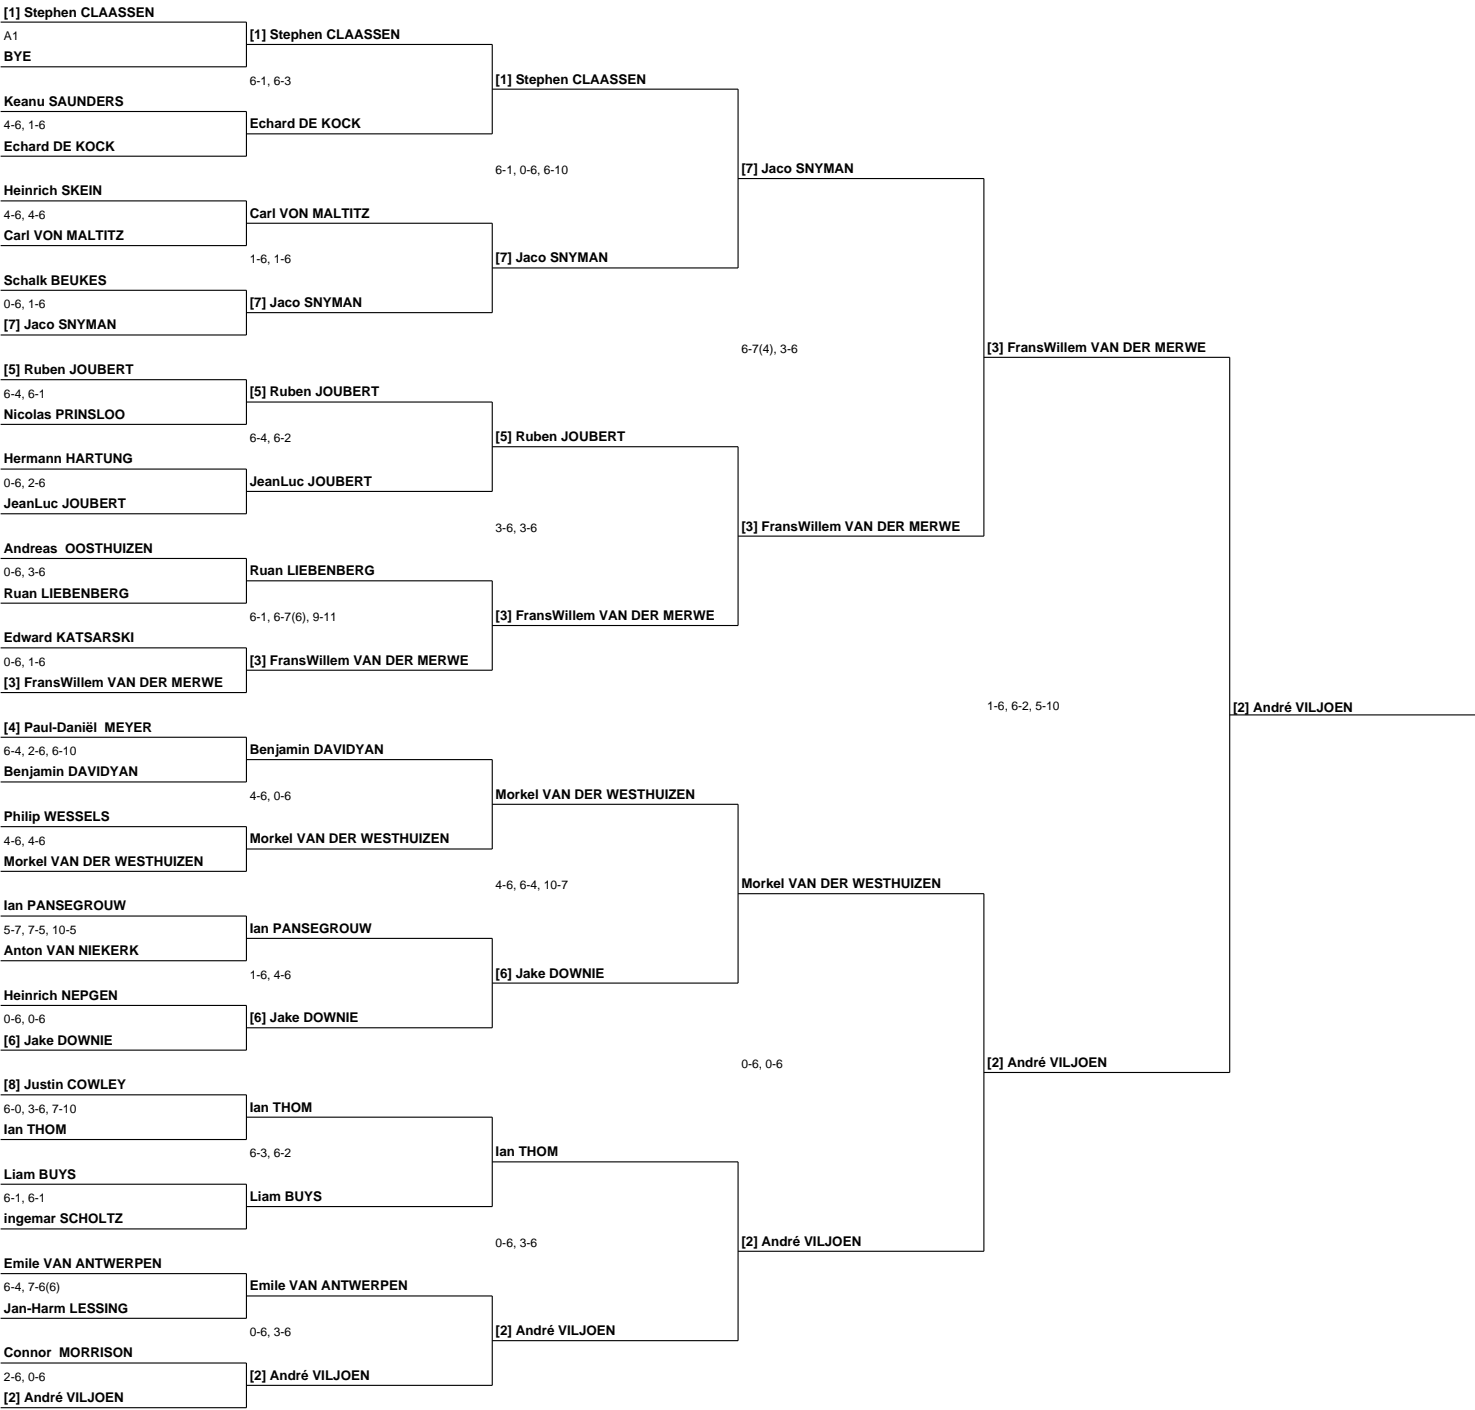 [1] Stephen CLAASSEN
A1
BYE
[1] Stephen CLAASSEN
6-1, 6-3
[1] Stephen CLAASSEN
Keanu SAUNDERS
4-6, 1-6
Echard DE KOCK
Echard DE KOCK
6-1, 0-6, 6-10
[7] Jaco SNYMAN
Heinrich SKEIN
4-6, 4-6
Carl VON MALTITZ
Carl VON MALTITZ
1-6, 1-6
[7] Jaco SNYMAN
Schalk BEUKES
0-6, 1-6
[7] Jaco SNYMAN
[7] Jaco SNYMAN
6-7(4), 3-6
[3] FransWillem VAN DER MERWE
[5] Ruben JOUBERT
6-4, 6-1
Nicolas PRINSLOO
[5] Ruben JOUBERT
6-4, 6-2
[5] Ruben JOUBERT
Hermann HARTUNG
0-6, 2-6
JeanLuc JOUBERT
JeanLuc JOUBERT
3-6, 3-6
[3] FransWillem VAN DER MERWE
Andreas  OOSTHUIZEN
0-6, 3-6
Ruan LIEBENBERG
Ruan LIEBENBERG
6-1, 6-7(6), 9-11
[3] FransWillem VAN DER MERWE
Edward KATSARSKI
0-6, 1-6
[3] FransWillem VAN DER MERWE
[3] FransWillem VAN DER MERWE
1-6, 6-2, 5-10
[2] André VILJOEN
[4] Paul-Daniël  MEYER
6-4, 2-6, 6-10
Benjamin DAVIDYAN
Benjamin DAVIDYAN
4-6, 0-6
Morkel VAN DER WESTHUIZEN
Philip WESSELS
4-6, 4-6
Morkel VAN DER WESTHUIZEN
Morkel VAN DER WESTHUIZEN
4-6, 6-4, 10-7
Morkel VAN DER WESTHUIZEN
Ian PANSEGROUW
5-7, 7-5, 10-5
Anton VAN NIEKERK
Ian PANSEGROUW
1-6, 4-6
[6] Jake DOWNIE
Heinrich NEPGEN
0-6, 0-6
[6] Jake DOWNIE
[6] Jake DOWNIE
0-6, 0-6
[2] André VILJOEN
[8] Justin COWLEY
6-0, 3-6, 7-10
Ian THOM
Ian THOM
6-3, 6-2
Ian THOM
Liam BUYS
6-1, 6-1
ingemar SCHOLTZ
Liam BUYS
0-6, 3-6
[2] André VILJOEN
Emile VAN ANTWERPEN
6-4, 7-6(6)
Jan-Harm LESSING
Emile VAN ANTWERPEN
0-6, 3-6
[2] André VILJOEN
Connor  MORRISON
2-6, 0-6
[2] André VILJOEN
[2] André VILJOEN